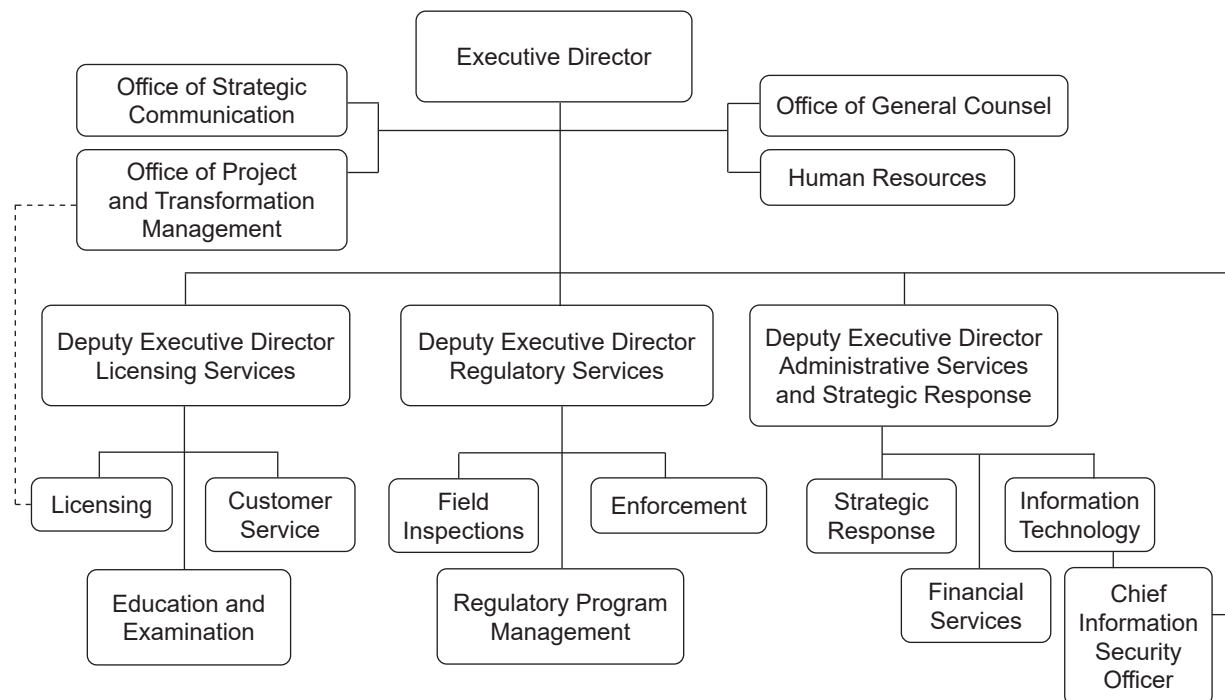 Executive Director
Office of Strategic
Communication
Office of General Counsel
Office of Project
and Transformation
Management
Human Resources
Deputy Executive Director
Licensing Services
Deputy Executive Director
Regulatory Services
Deputy Executive Director
Administrative Services
and Strategic Response
Licensing
Customer
Service
Field
Inspections
Enforcement
Strategic
Response
Information
Technology
Education and
Examination
Regulatory Program
Management
Financial
Services
Chief
Information
Security
Officer